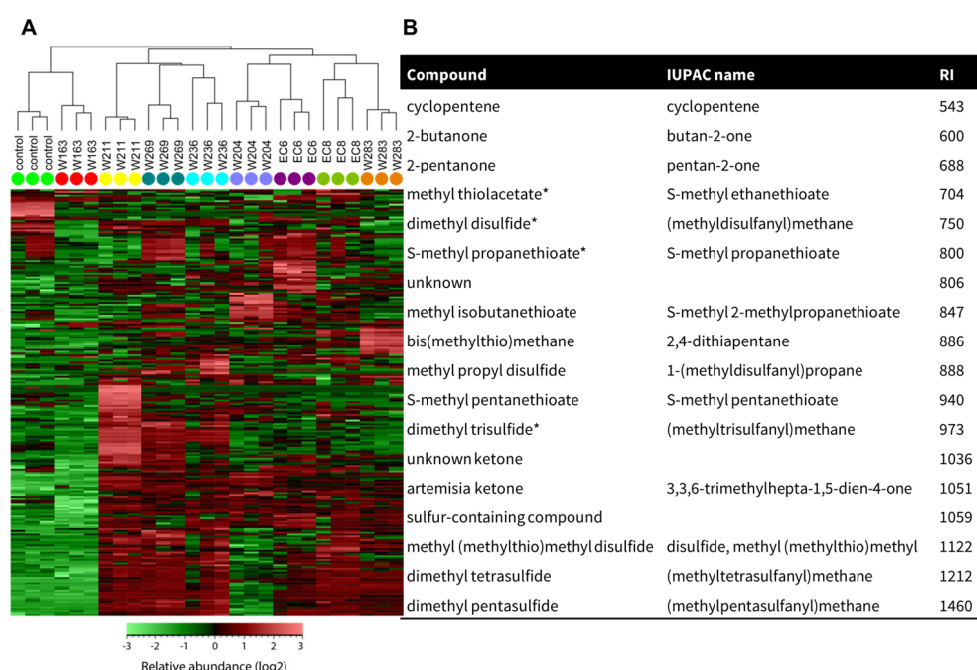 A
B
control control control W163 W163 W163 W211 W211 W211 W269 W269 W269 W236 W236 W236 W204 W204 W204 EC6 EC6 EC6 EC8 EC8 EC8 W283 W283 W283
Compound IUPAC name RI
cyclopentene cyclopentene 543
2-butanone butan-2-one 600
2-pentanone pentan-2-one 688
methyl thiolacetate* S-methyl ethanethioate 704
dimethyl disulfide* (methyldisulfanyl)methane 750
S-methyl propanethioate* S-methyl propanethioate 800
unknown 806
methyl isobutanethioate S-methyl 2-methylpropanethioate 847
bis(methylthio)methane 2,4-dithiapentane 886
methyl propyl disulfide 1-(methyldisulfanyl)propane 888
S-methyl pentanethioate S-methyl pentanethioate 940
dimethyl trisulfide* (methyltrisulfanyl)methane 973
unknown ketone 1036
artemisia ketone 3,3,6-trimethylhepta-1,5-dien-4-one 1051
sulfur-containing compound 1059
methyl (methylthio)methyl disulfide disulfide, methyl (methylthio)methyl 1122
dimethyl tetrasulfide (methyltetrasulfanyl)methane 1212
dimethyl pentasulfide (methylpentasulfanyl)methane 1460
-3 -2 -1 0 1 2 3
Relative abundance (log2)